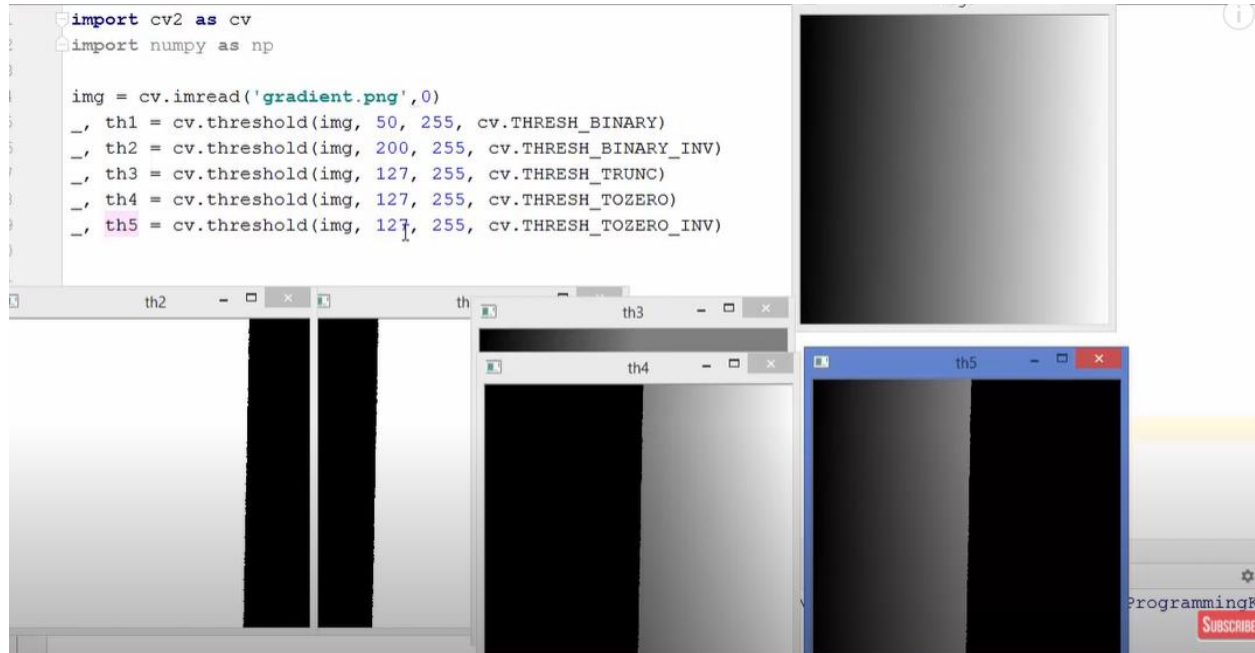 import cv2 as cv
import numpy as np
img = cv.imread('gradient.png',0)
_, th1 = cv.threshold(img, 50, 255, cv.THRESH_BINARY)
_, th2 = cv.threshold(img, 200, 255, cv.THRESH_BINARY_INV)
_, th3 = cv.threshold(img, 127, 255, cv.THRESH_TRUNC)
_, th4 = cv.threshold(img, 127, 255, cv.THRESH_TOZERO)
_, th5 = cv.threshold(img, 127, 255, cv.THRESH_TOZERO_INV)
th2
th
th3
th4
th5
SUBSCRIBE